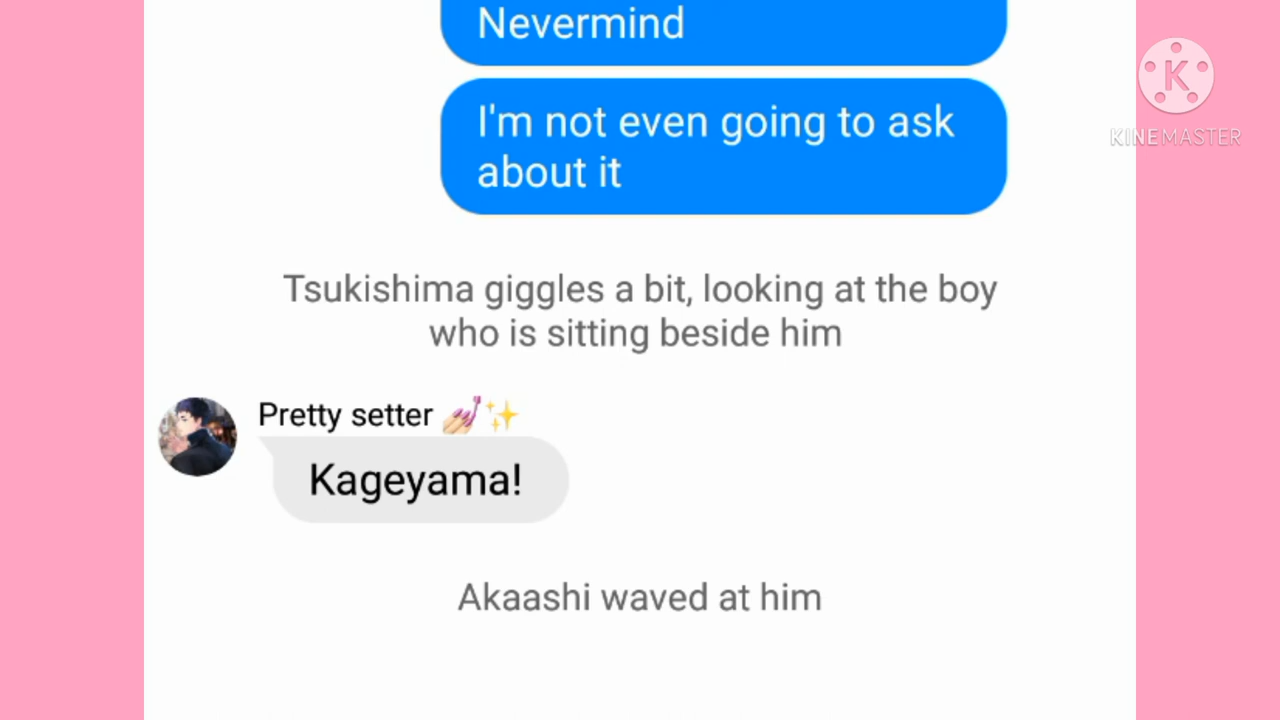 Nevermind
I'm not even going to ask
about it
Tsukishima giggles a bit, looking at the boy
who is sitting beside him
Pretty setter 💅✨
Kageyama!
Akaashi waved at him
K
KINEMASTER